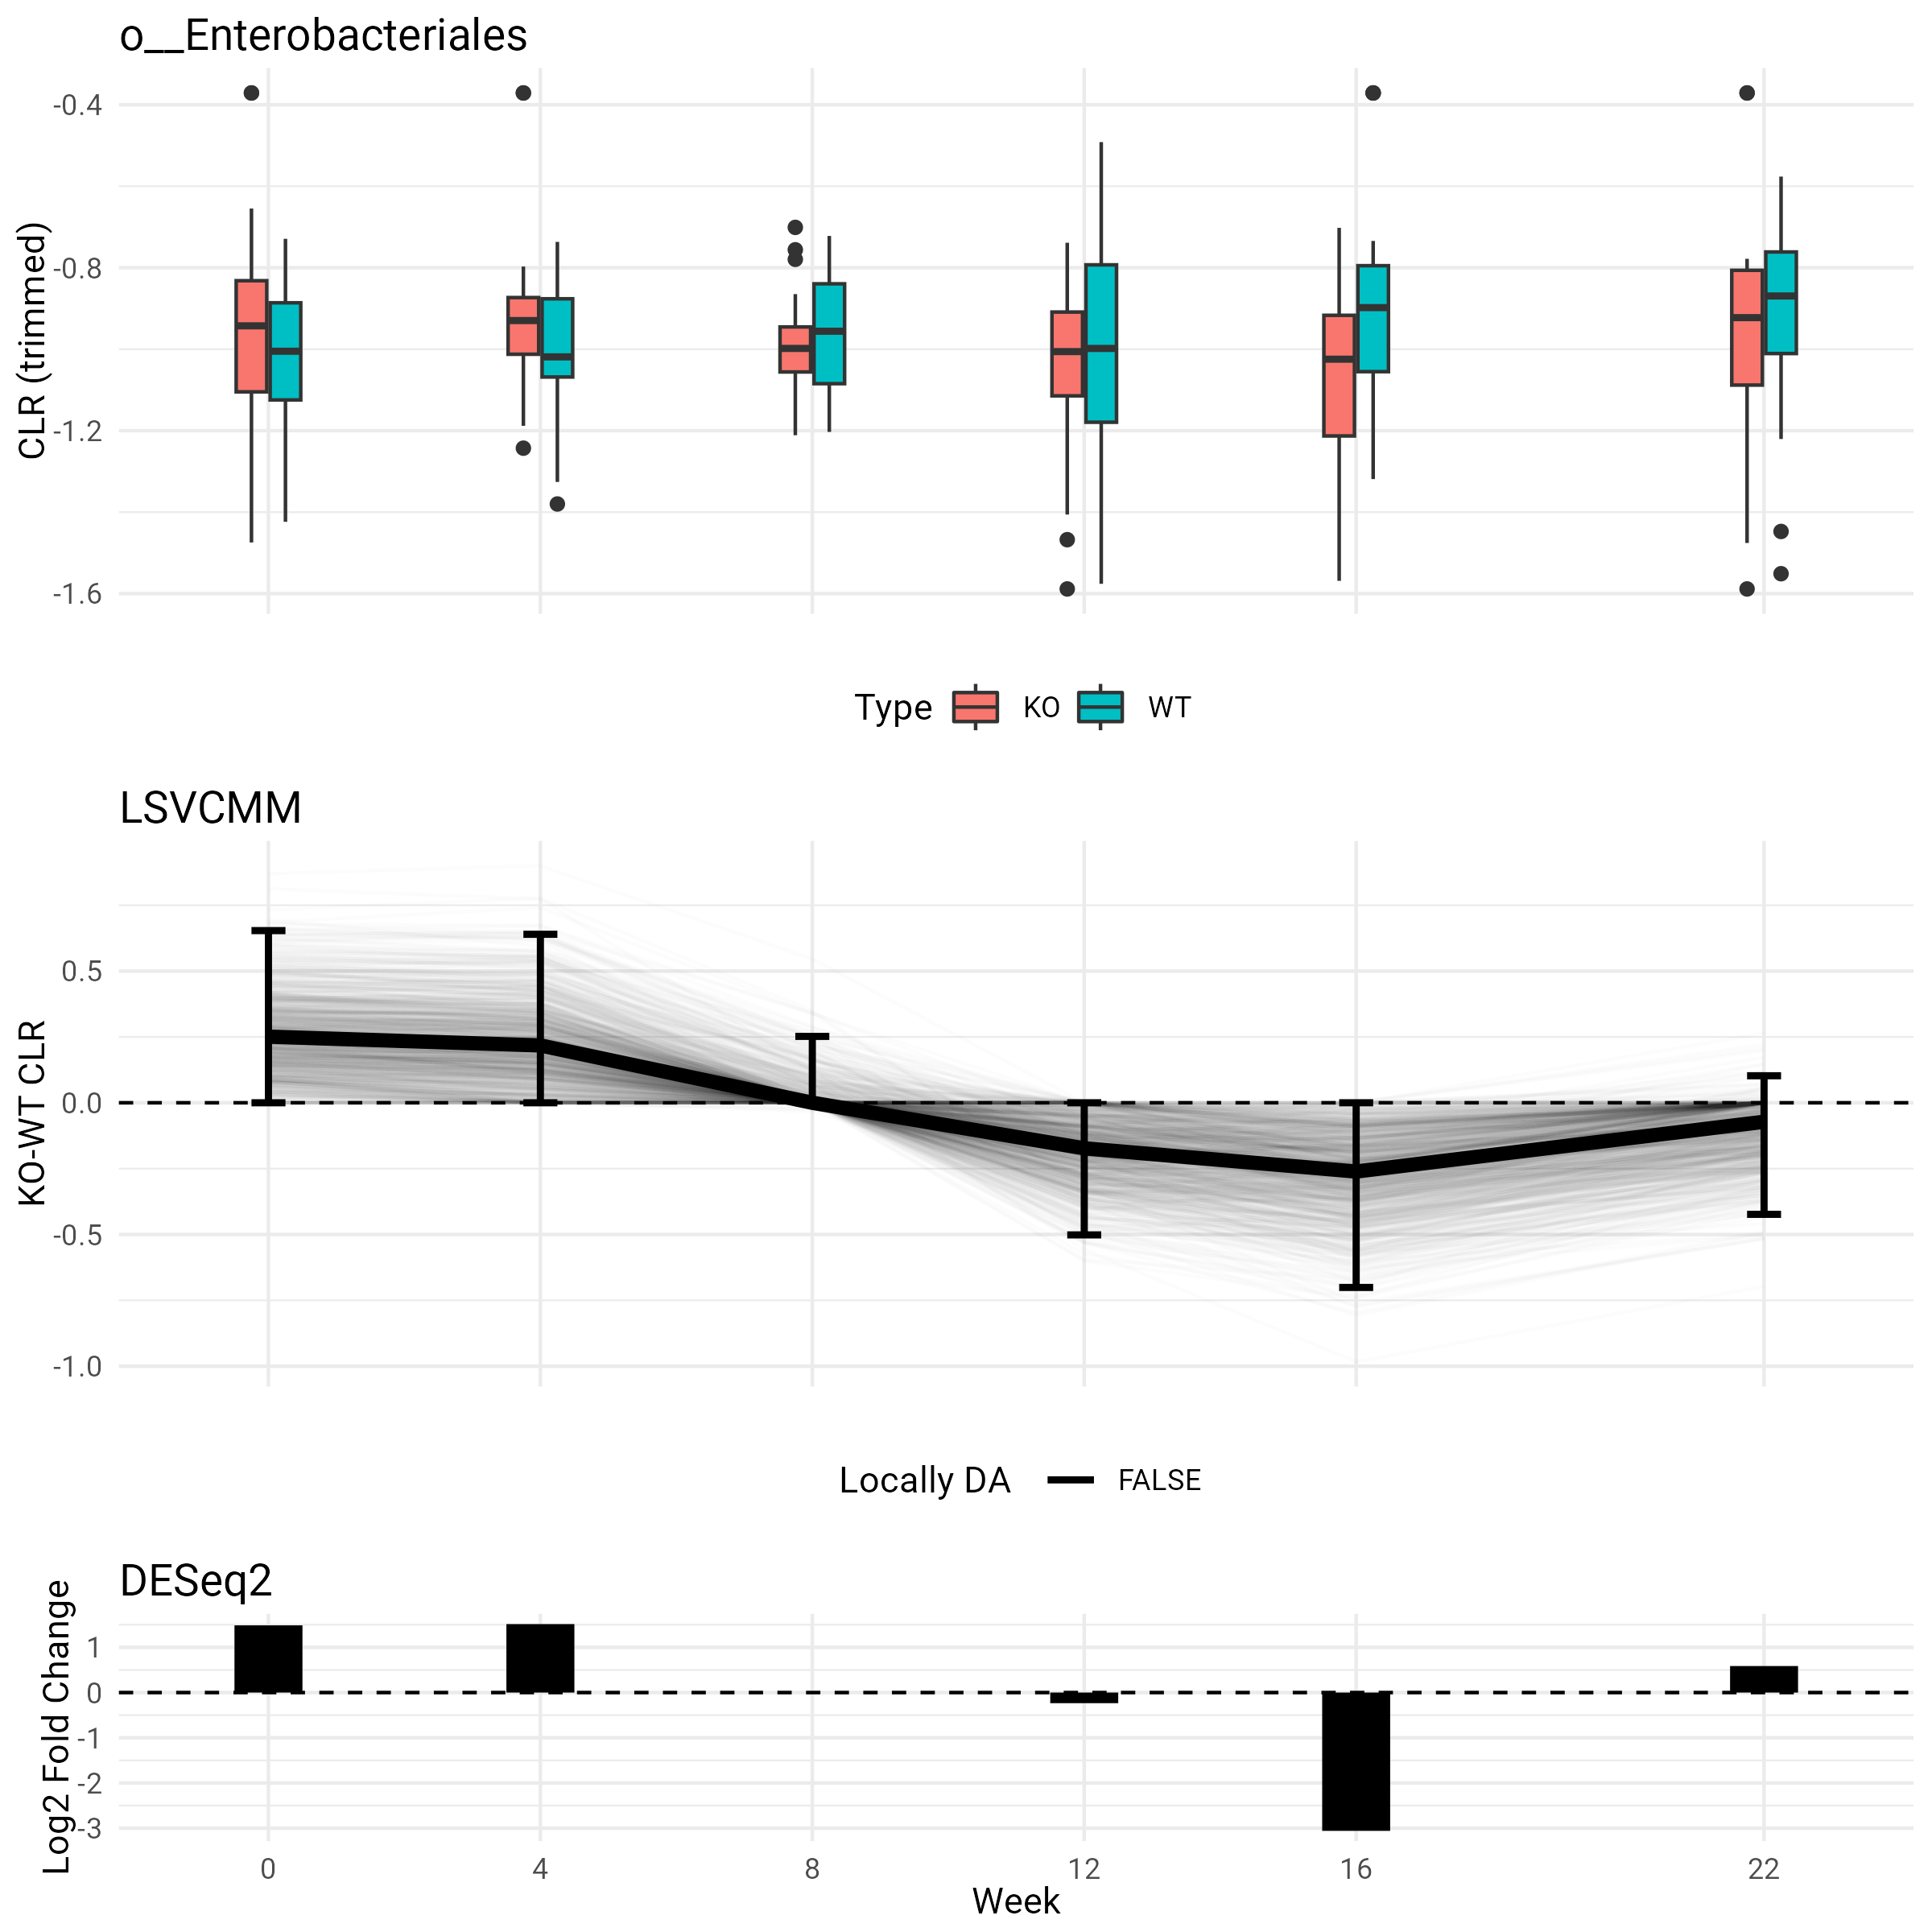 o__Enterobacteriales
CLR (trimmed)
-0.4
-0.8
-1.2
-1.6
Type KO WT
LSVCMM
KO-WT CLR
0.5
0.0
-0.5
-1.0
Locally DA FALSE
DESeq2
Log2 Fold Change
1
0
-1
-2
-3
0 4 8 12 16 22
Week